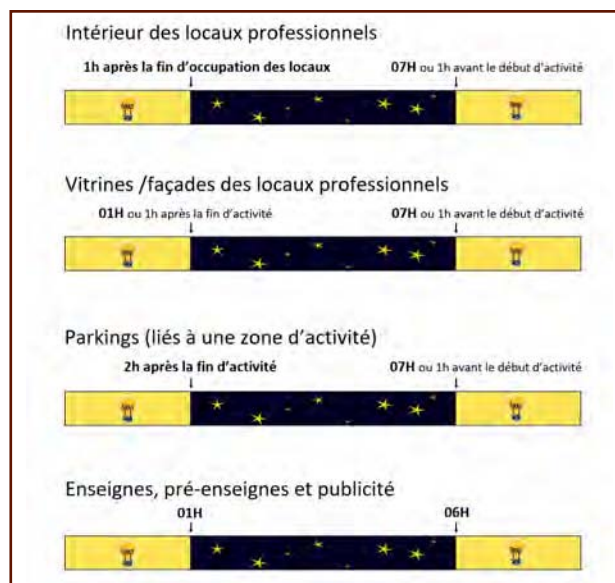 Intérieur des locaux professionnels
1h après la fin d'occupation des locaux 07H ou 1h avant le début d'activité
Vitrines /façades des locaux professionnels
01H ou 1h après la fin d'activité 07H ou 1h avant le début d'activité
Parkings (liés à une zone d'activité)
2h après la fin d'activité 07H ou 1h avant le début d'activité
Enseignes, pré-enseignes et publicité
01H 06H